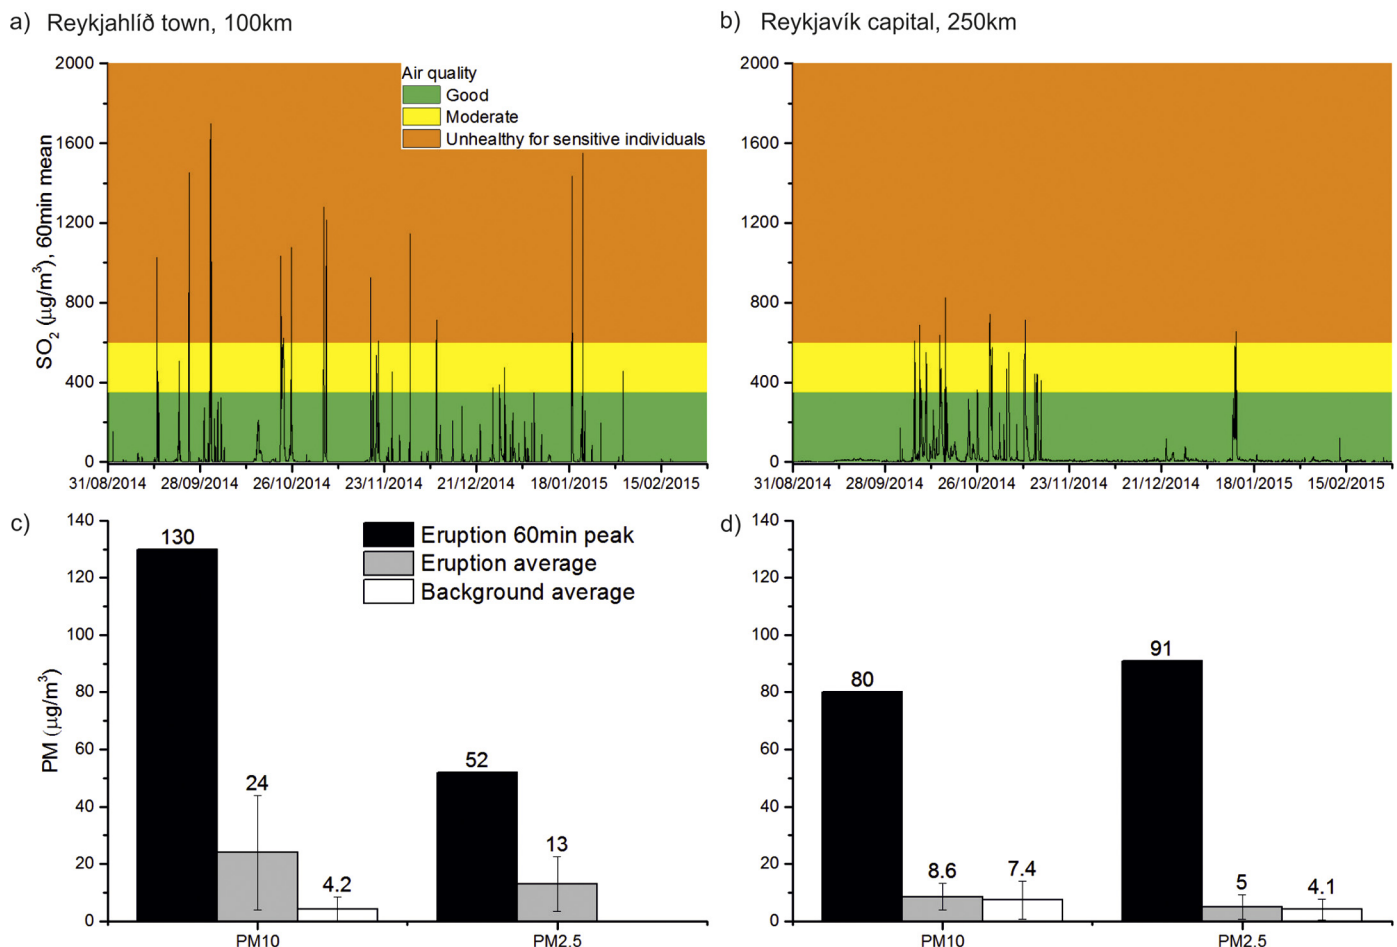 a) Reykjahlíð town, 100km
b) Reykjavík capital, 250km
2000
1600
1200
800
400
0
SO2 (µg/m3), 60min mean
Air quality
Good
Moderate
Unhealthy for sensitive individuals
31/08/2014 28/09/2014 26/10/2014 23/11/2014 21/12/2014 18/01/2015 15/02/2015
2000
1600
1200
800
400
0
31/08/2014 28/09/2014 26/10/2014 23/11/2014 21/12/2014 18/01/2015 15/02/2015
c)
140
120
100
80
60
40
20
0
PM (µg/m3)
Eruption 60min peak
Eruption average
Background average
130
24
4.2
52
13
PM10 PM2.5
d)
140
120
100
80
60
40
20
0
80
8.6
7.4
91
5
4.1
PM10 PM2.5